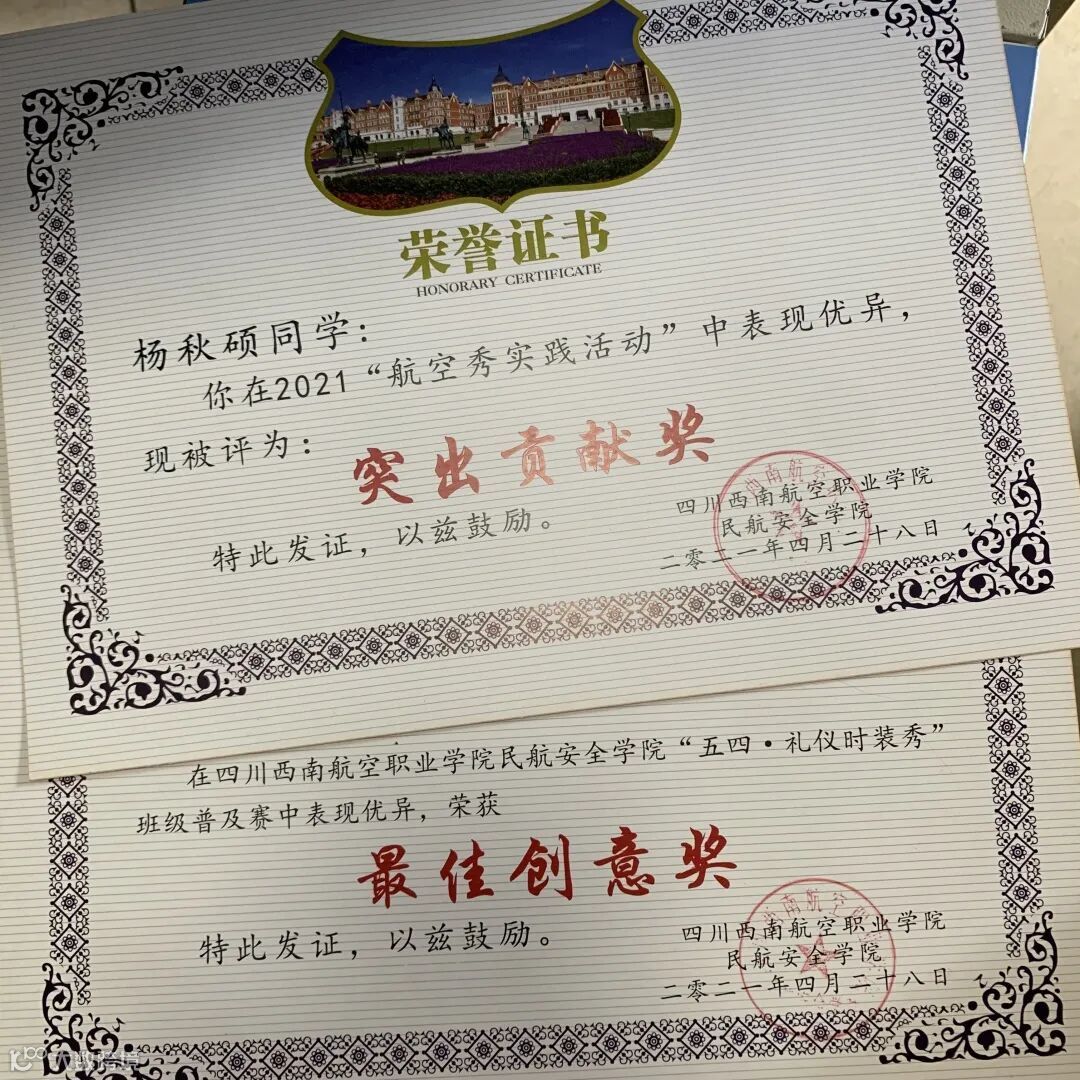 荣誉证书
HONORARY CERTIFICATE
杨秋硕同学：
你在2021“航空秀实践活动”中表现优异，
现被评为：
突出贡献奖
特此发证，以兹鼓励。
四川西南航空职业学院
民航安全学院
二零二一年四月二十八日
在四川西南航空职业学院民航安全学院“五四·礼仪时装秀”
班级普及赛中表现优异，荣获
最佳创意奖
特此发证，以兹鼓励。
四川西南航空职业学院
民航安全学院
二零二一年四月二十八日